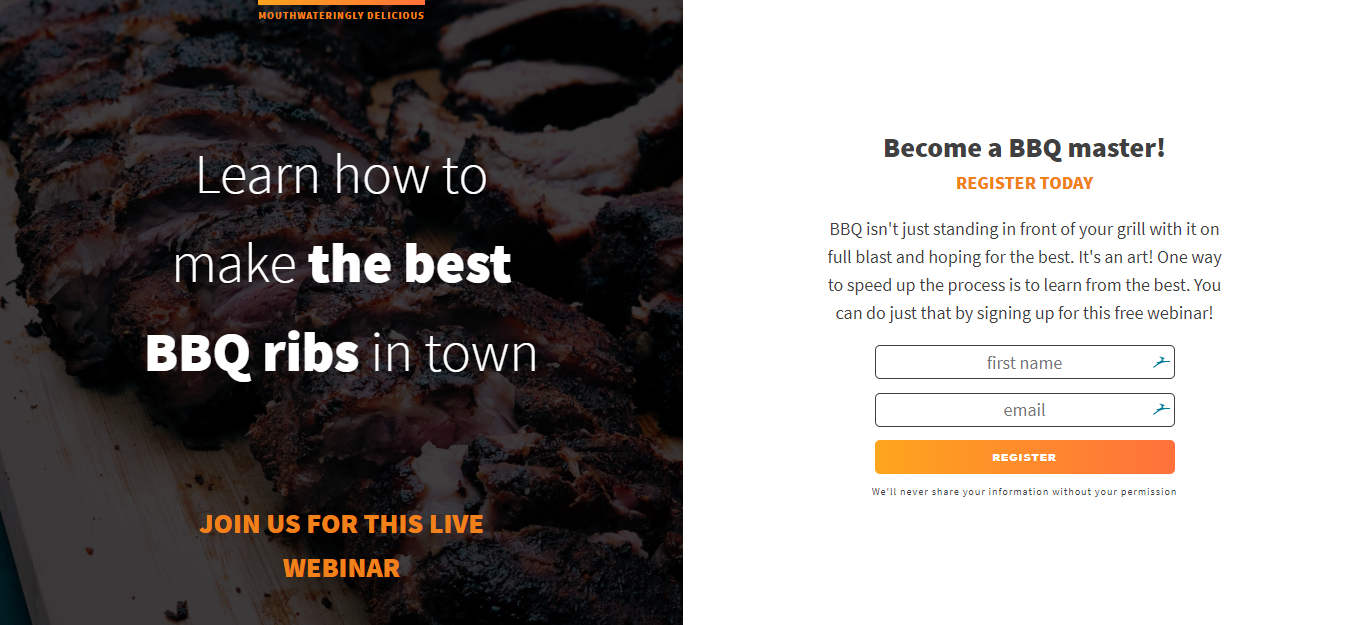 MOUTHWATERINGLY DELICIOUS
Learn how to
make the best
BBQ ribs in town
JOIN US FOR THIS LIVE
WEBINAR
Become a BBQ master!
REGISTER TODAY
BBQ isn't just standing in front of your grill with it on
full blast and hoping for the best. It's an art! One way
to speed up the process is to learn from the best. You
can do just that by signing up for this free webinar!
first name
email
REGISTER
We'll never share your information without your permission